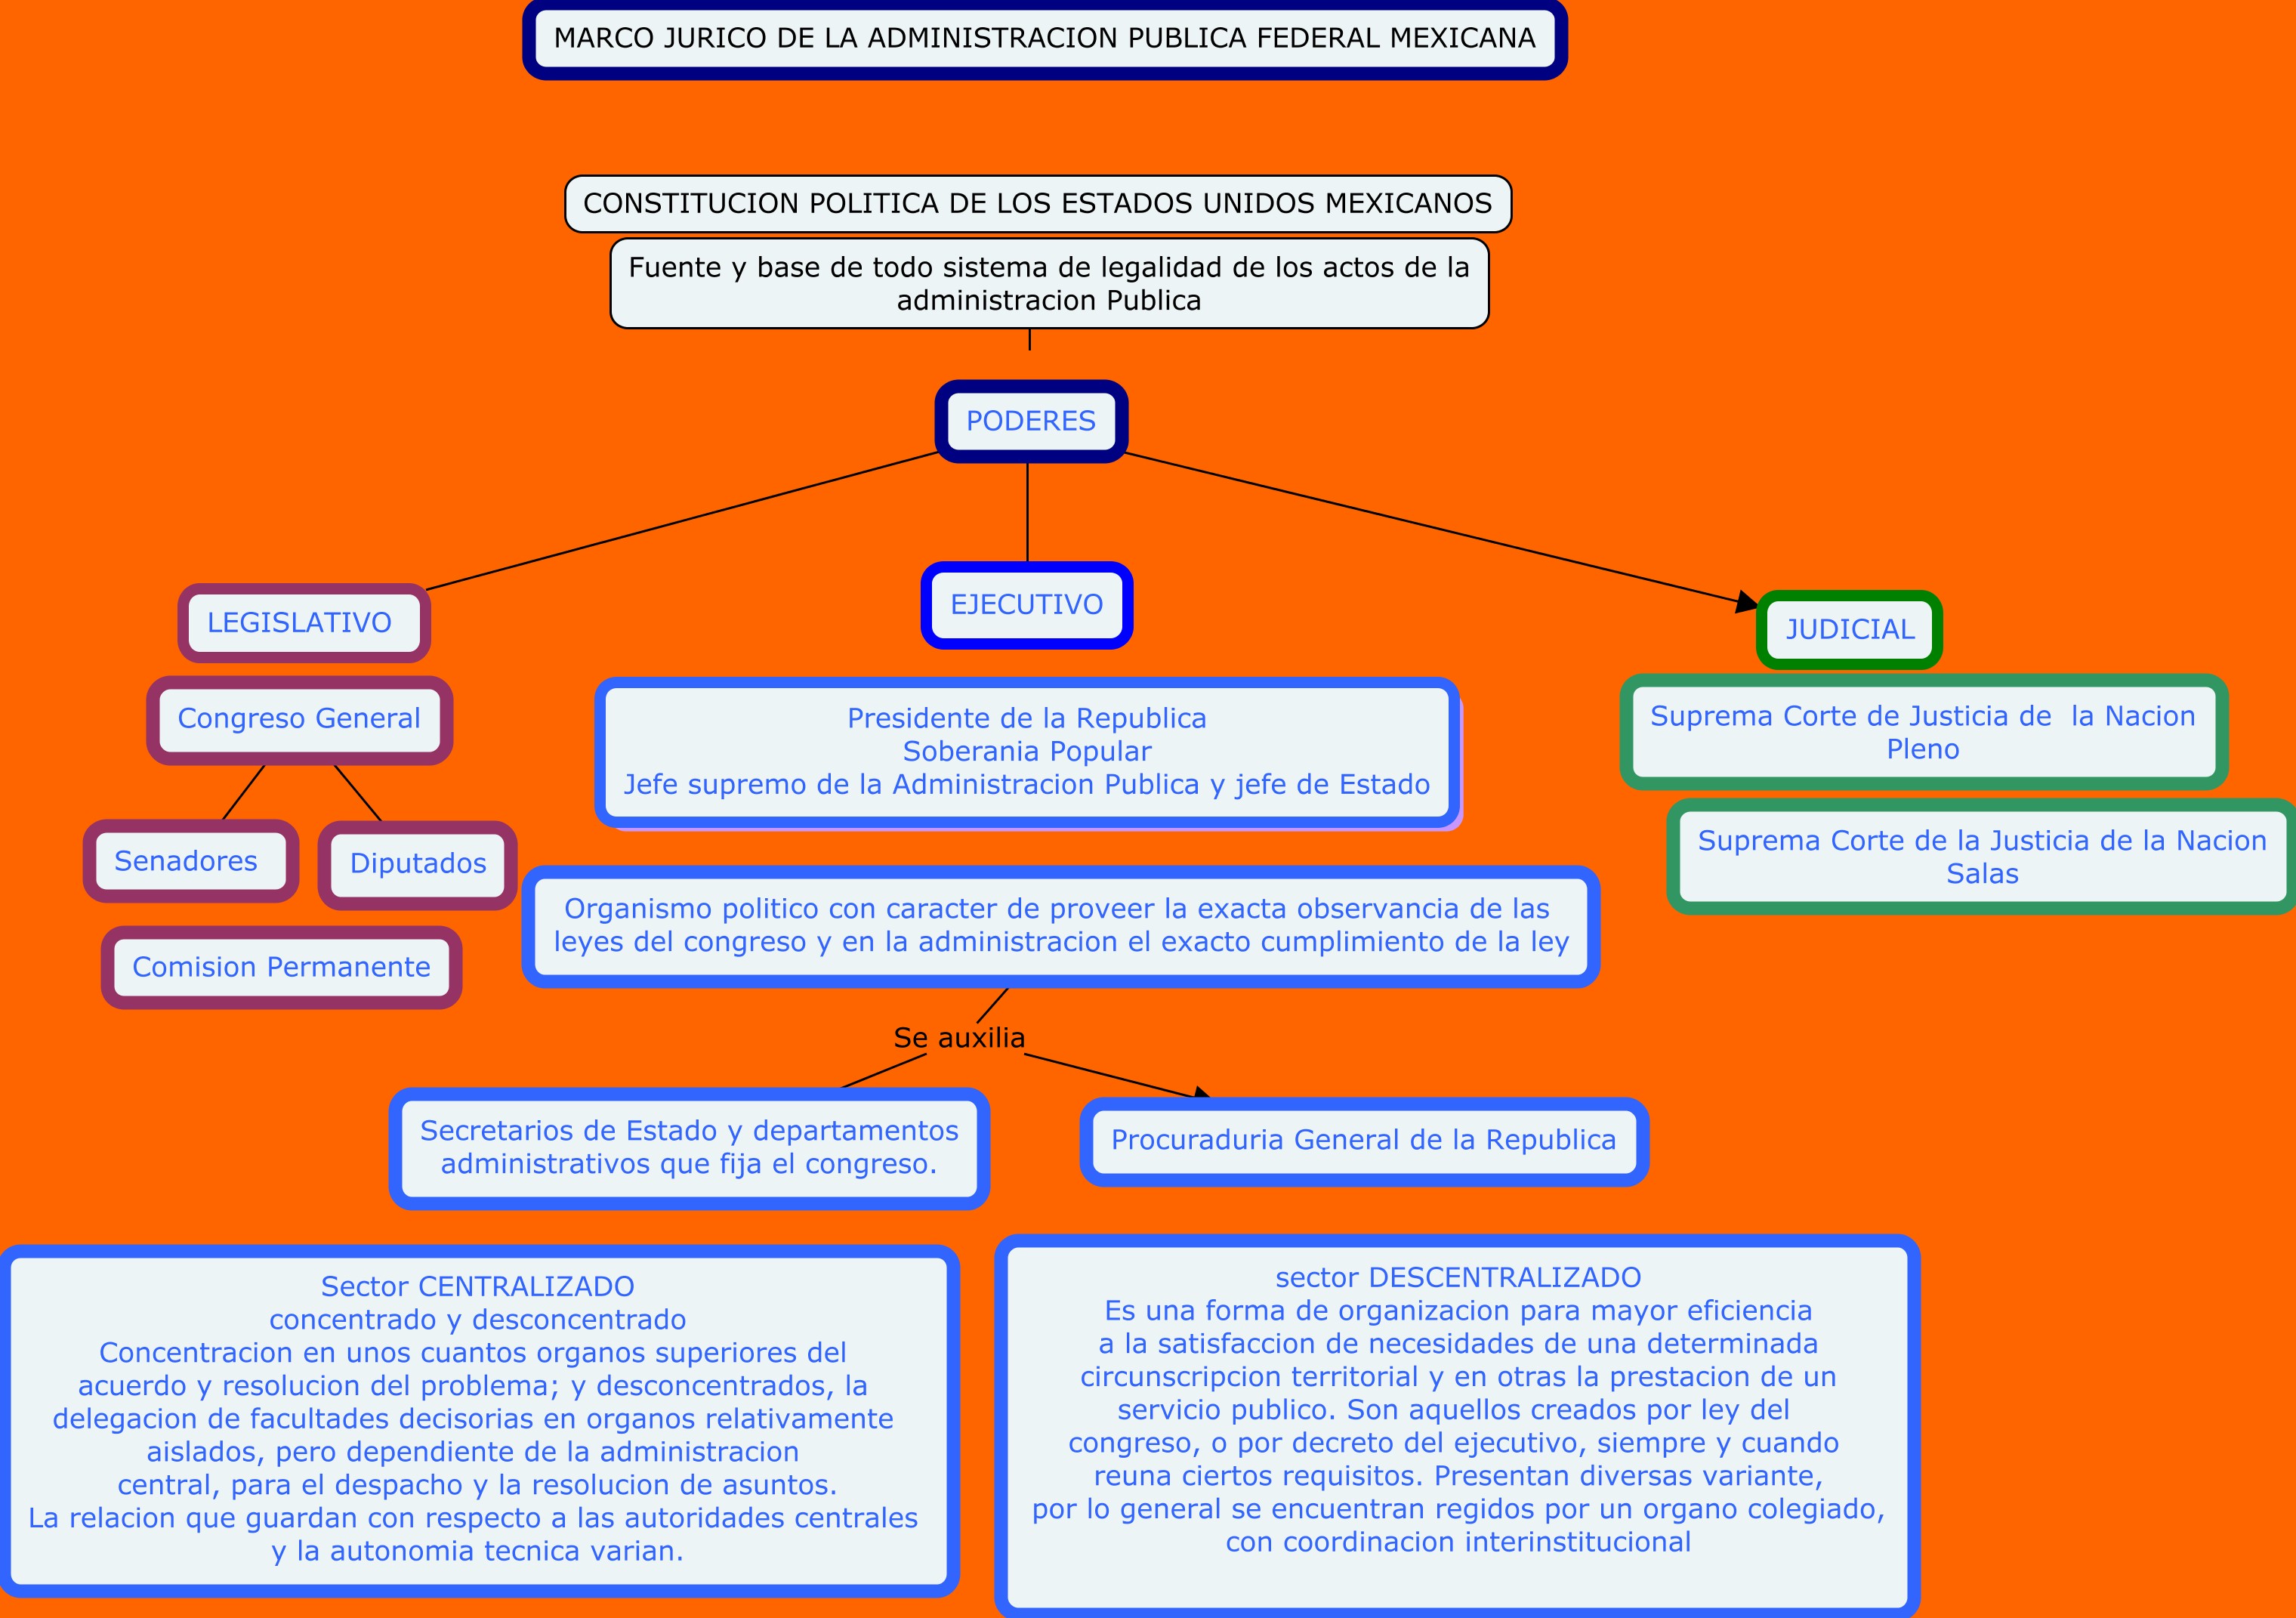 MARCO JURICO DE LA ADMINISTRACION PUBLICA FEDERAL MEXICANA
CONSTITUCION POLITICA DE LOS ESTADOS UNIDOS MEXICANOS
Fuente y base de todo sistema de legalidad de los actos de la
administracion Publica
PODERES
LEGISLATIVO
EJECUTIVO
JUDICIAL
Congreso General
Senadores
Diputados
Comision Permanente
Presidente de la Republica
Soberania Popular
Jefe supremo de la Administracion Publica y jefe de Estado
Suprema Corte de Justicia de  la Nacion
Pleno
Suprema Corte de la Justicia de la Nacion
Salas
Organismo politico con caracter de proveer la exacta observancia de las
leyes del congreso y en la administracion el exacto cumplimiento de la ley
Se auxilia
Secretarios de Estado y departamentos
administrativos que fija el congreso.
Procuraduria General de la Republica
Sector CENTRALIZADO
concentrado y desconcentrado
Concentracion en unos cuantos organos superiores del
acuerdo y resolucion del problema; y desconcentrados, la
delegacion de facultades decisorias en organos relativamente
aislados, pero dependiente de la administracion
central, para el despacho y la resolucion de asuntos.
La relacion que guardan con respecto a las autoridades centrales
y la autonomia tecnica varian.
sector DESCENTRALIZADO
Es una forma de organizacion para mayor eficiencia
a la satisfaccion de necesidades de una determinada
circunscripcion territorial y en otras la prestacion de un
servicio publico. Son aquellos creados por ley del
congreso, o por decreto del ejecutivo, siempre y cuando
reuna ciertos requisitos. Presentan diversas variante,
por lo general se encuentran regidos por un organo colegiado,
con coordinacion interinstitucional